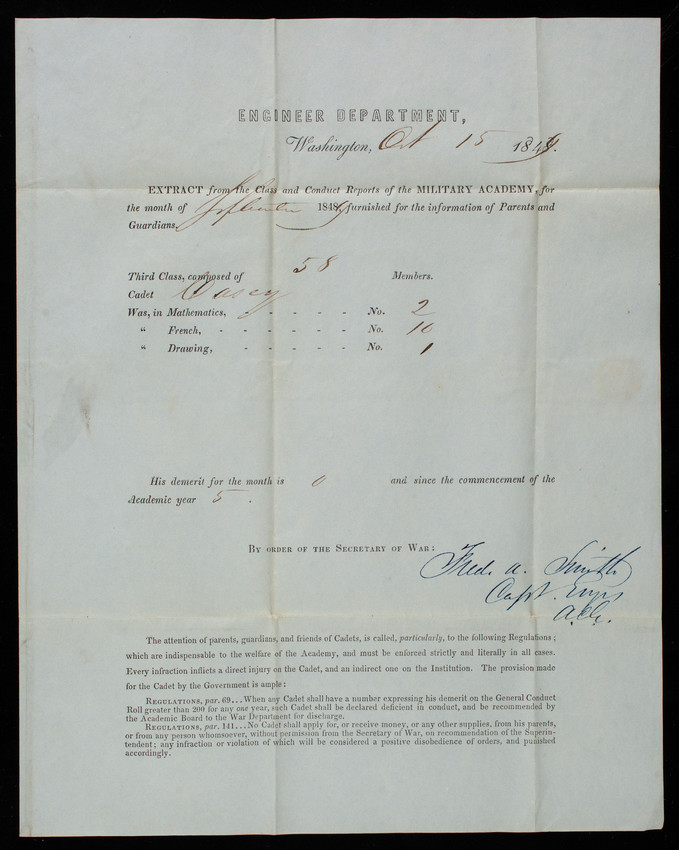 ENGINEER DEPARTMENT,
Washington, Oct 15 1849.
EXTRACT from the Class and Conduct Reports of the MILITARY ACADEMY, for
the month of September 1849, furnished for the information of Parents and
Guardians.
Third Class, composed of 58 Members.
Cadet Casey
Was, in Mathematics, - - - - - No. 2
“ French, - - - - - - No. 10
“ Drawing, - - - - - No. 1
His demerit for the month is 0 and since the commencement of the
Academic year 5 .
BY ORDER OF THE SECRETARY OF WAR:
Fred. A. Smith
Capt. Engrs
The attention of parents, guardians, and friends of Cadets, is called, particularly, to the following Regulations;
which are indispensable to the welfare of the Academy, and must be enforced strictly and literally in all cases.
Every infraction inflicts a direct injury on the Cadet, and an indirect one on the Institution. The provision made
for the Cadet by the Government is ample:
REGULATIONS, par. 69... When any Cadet shall have a number expressing his demerit on the General Conduct
Roll greater than 200 for any one year, such Cadet shall be declared deficient in conduct, and be recommended by
the Academic Board to the War Department for discharge.
REGULATIONS, par. 141... No Cadet shall apply for, or receive money, or any other supplies, from his parents,
or from any person whomsoever, without permission from the Secretary of War, on recommendation of the Superin-
tendent; any infraction or violation of which will be considered a positive disobedience of orders, and punished
accordingly.